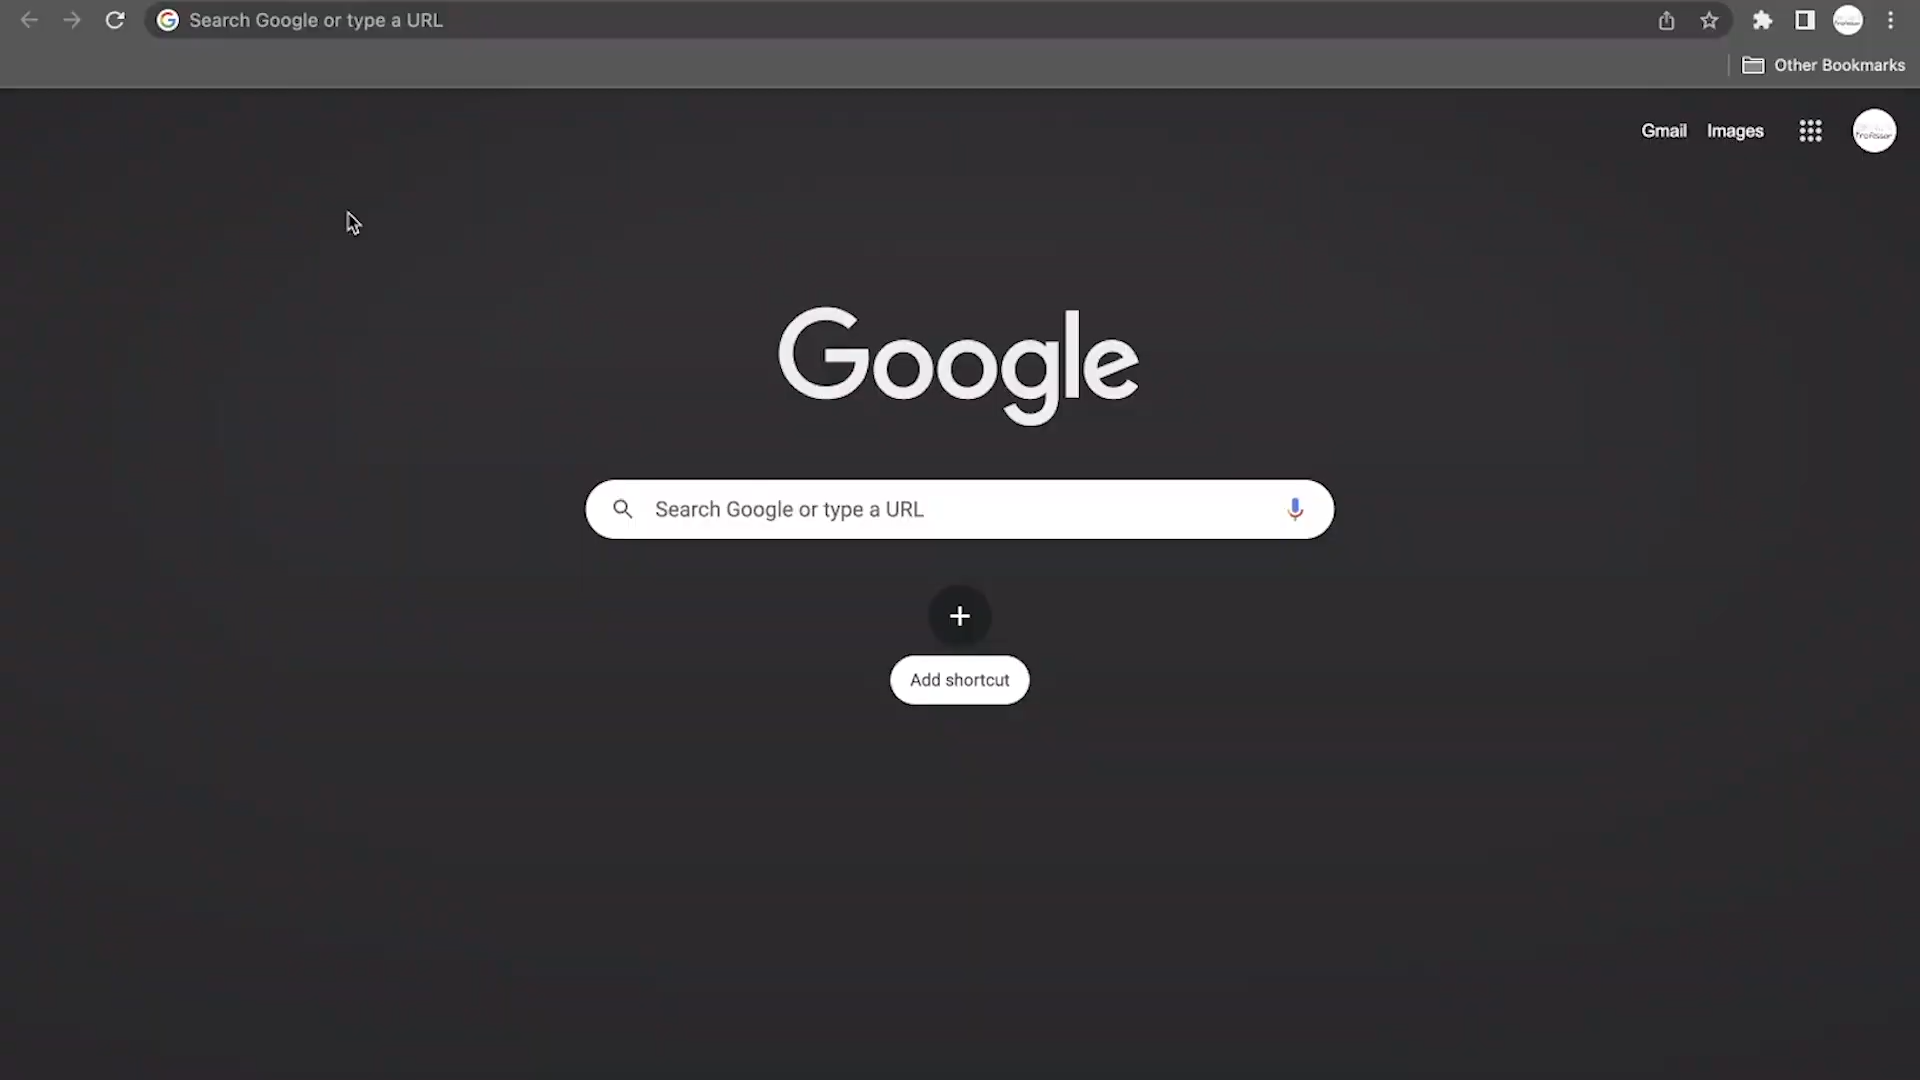 Search Google or type a URL
Other Bookmarks
Gmail Images
Google
Search Google or type a URL
Add shortcut